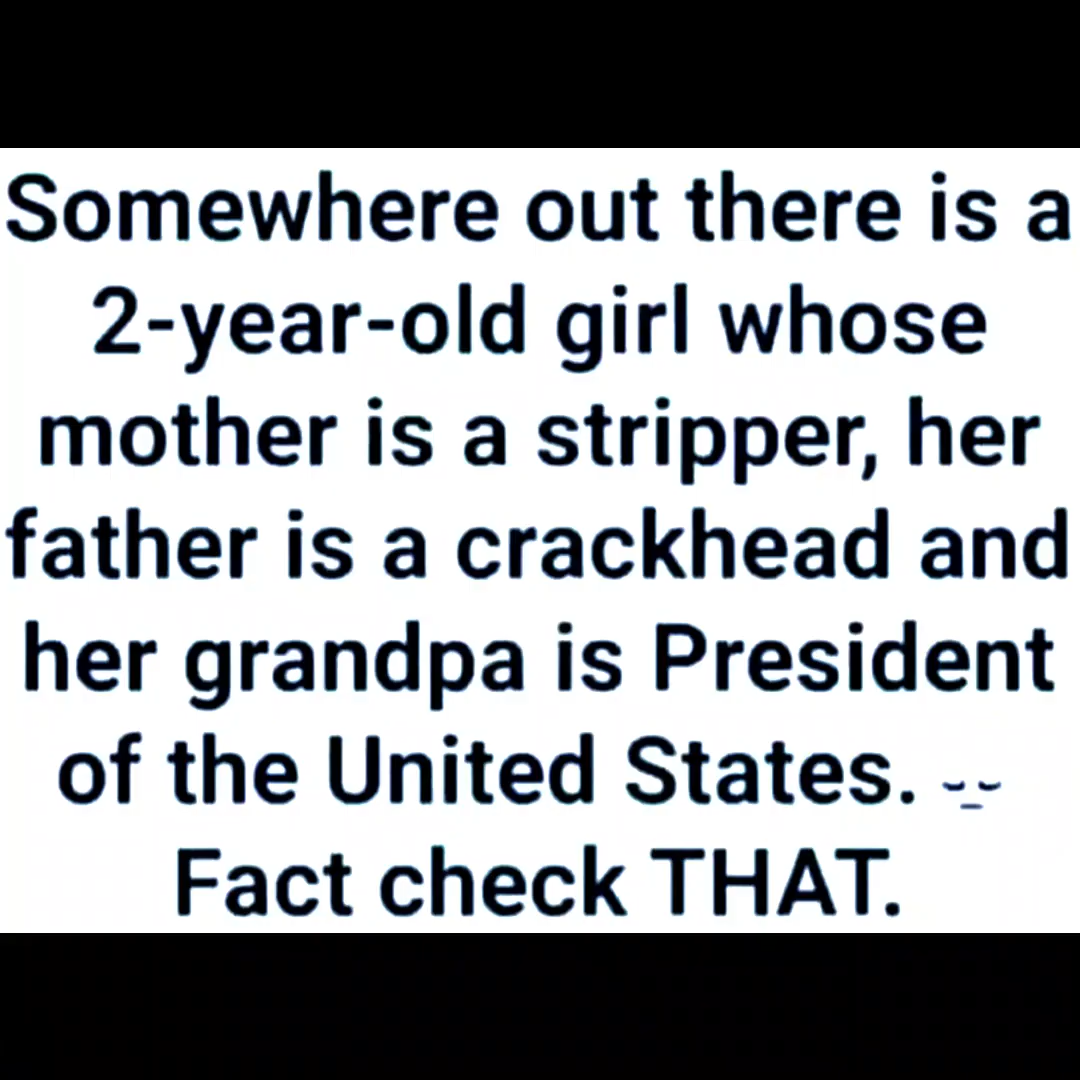 Somewhere out there is a
2-year-old girl whose
mother is a stripper, her
father is a crackhead and
her grandpa is President
of the United States.
Fact check THAT.